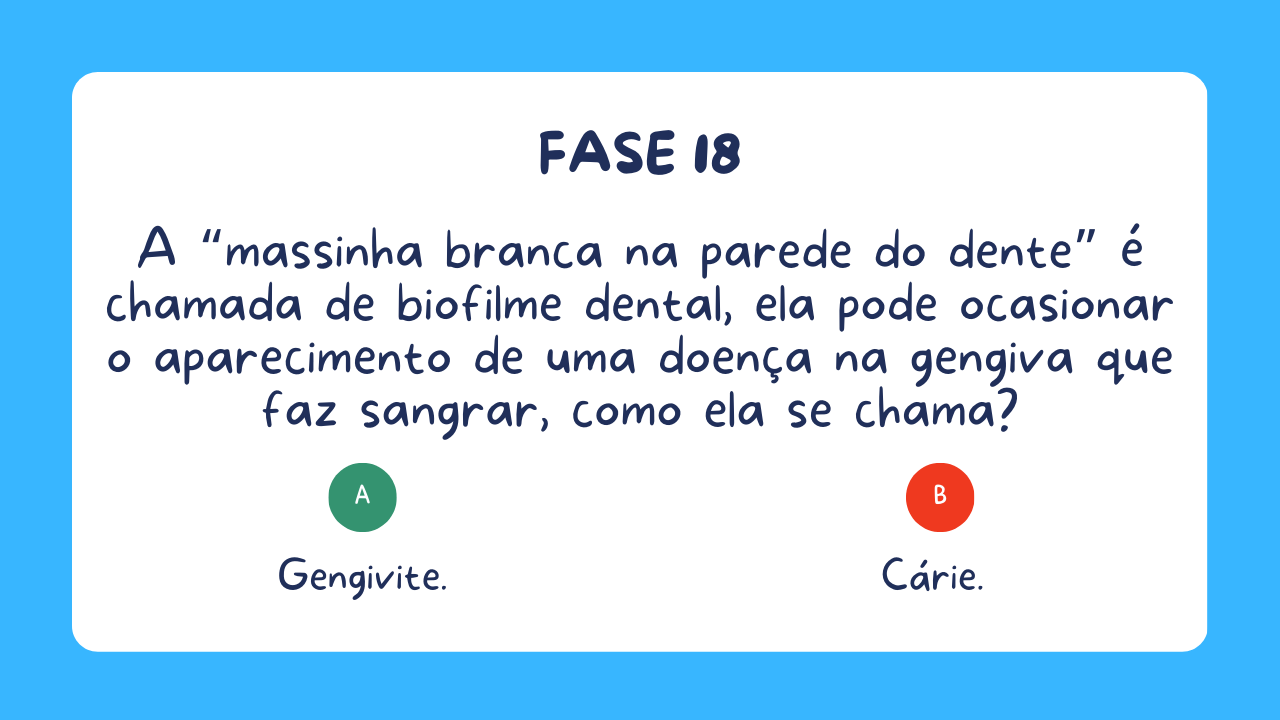 FASE 18
A “massinha branca na parede do dente” é
chamada de biofilme dental, ela pode ocasionar
o aparecimento de uma doença na gengiva que
faz sangrar, como ela se chama?
A
B
Gengivite.
Cárie.